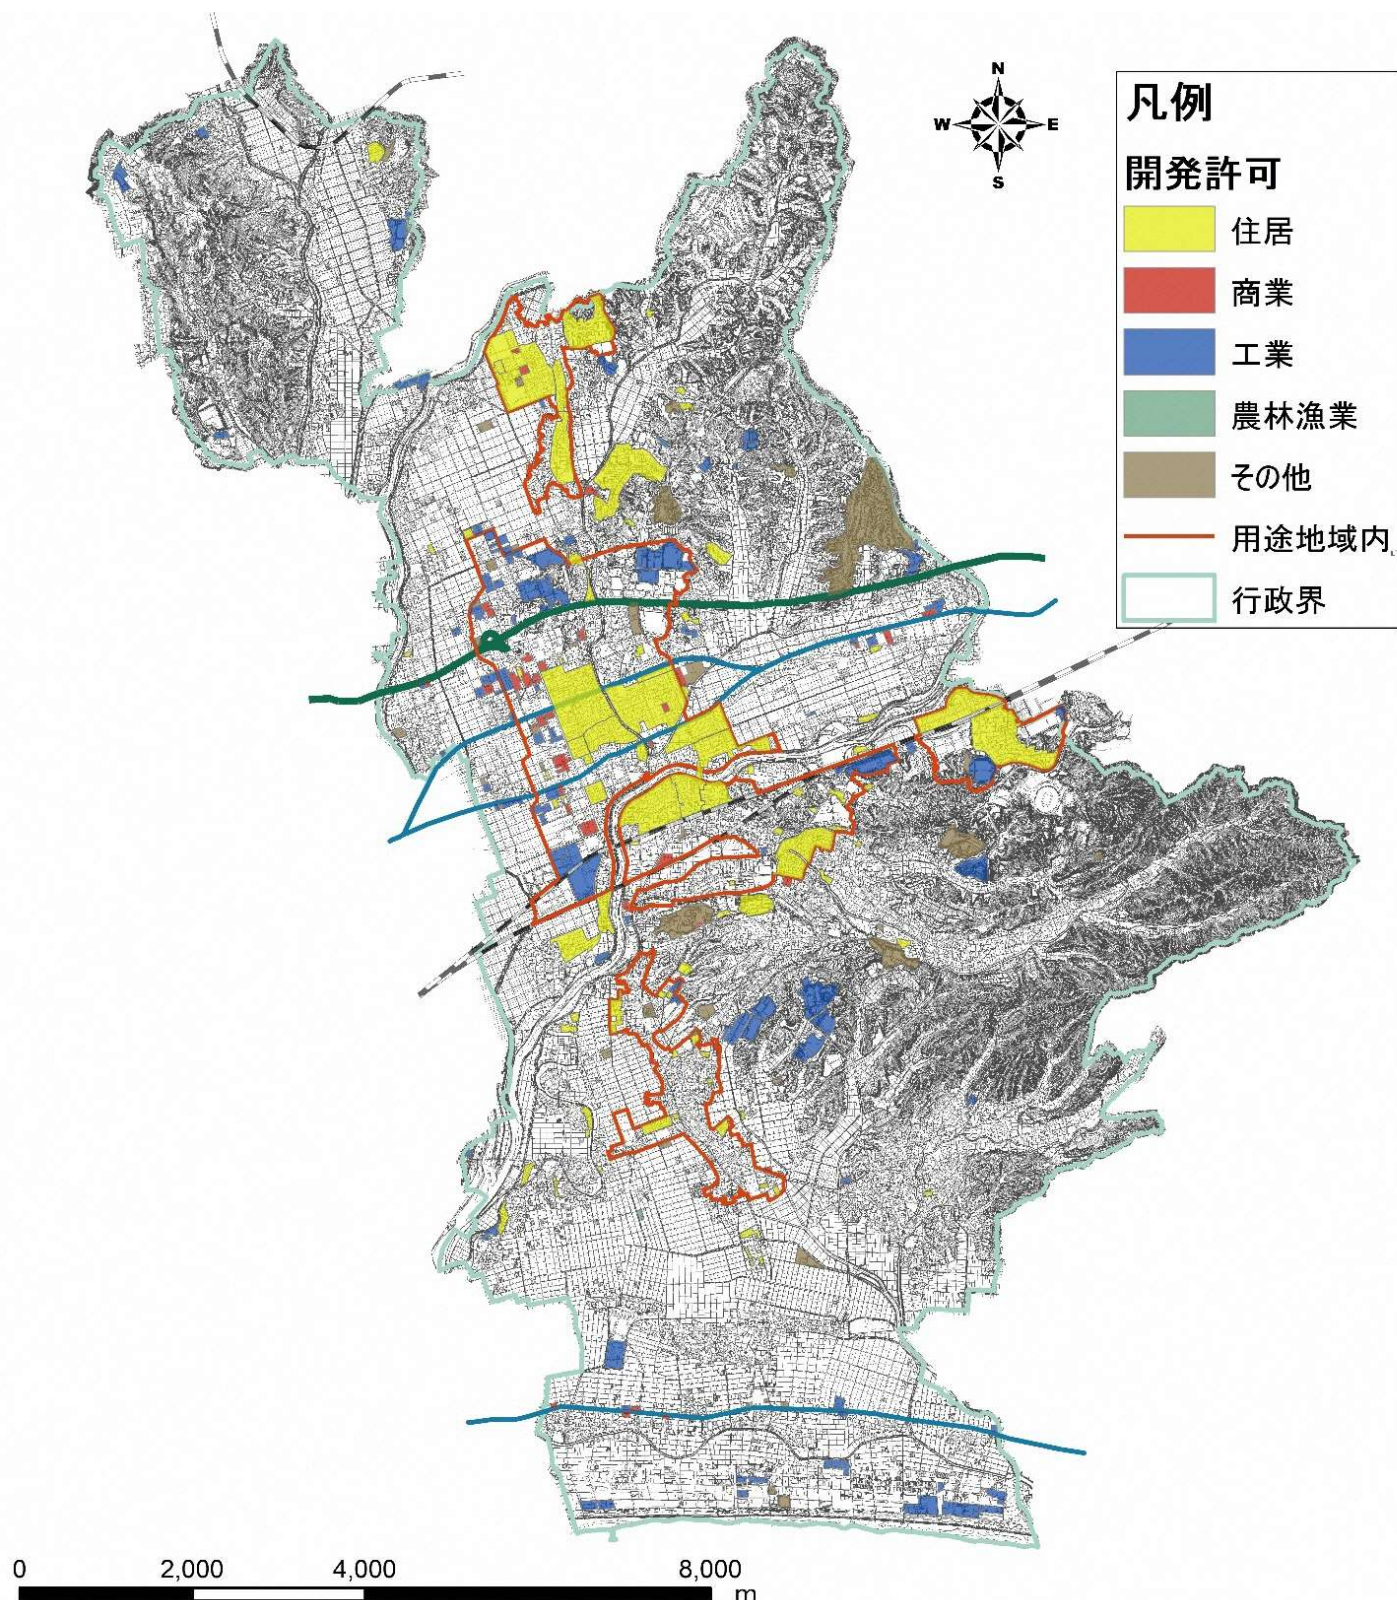 N
W E
S
凡例
開発許可
住居
商業
工業
農林漁業
その他
用途地域内
行政界
0 2,000 4,000 8,000
m